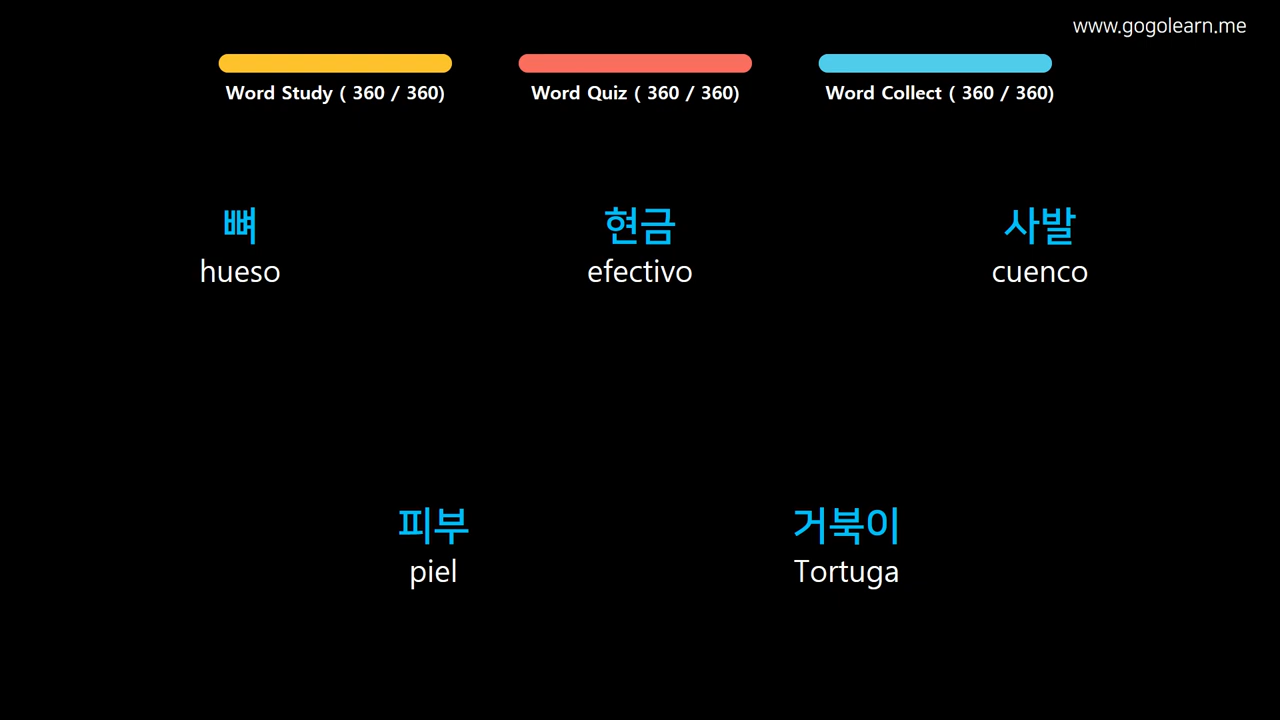 www.gogolearn.me
Word Study ( 360 / 360)
Word Quiz ( 360 / 360)
Word Collect ( 360 / 360)
뼈
hueso
현금
efectivo
사발
cuenco
피부
piel
거북이
Tortuga